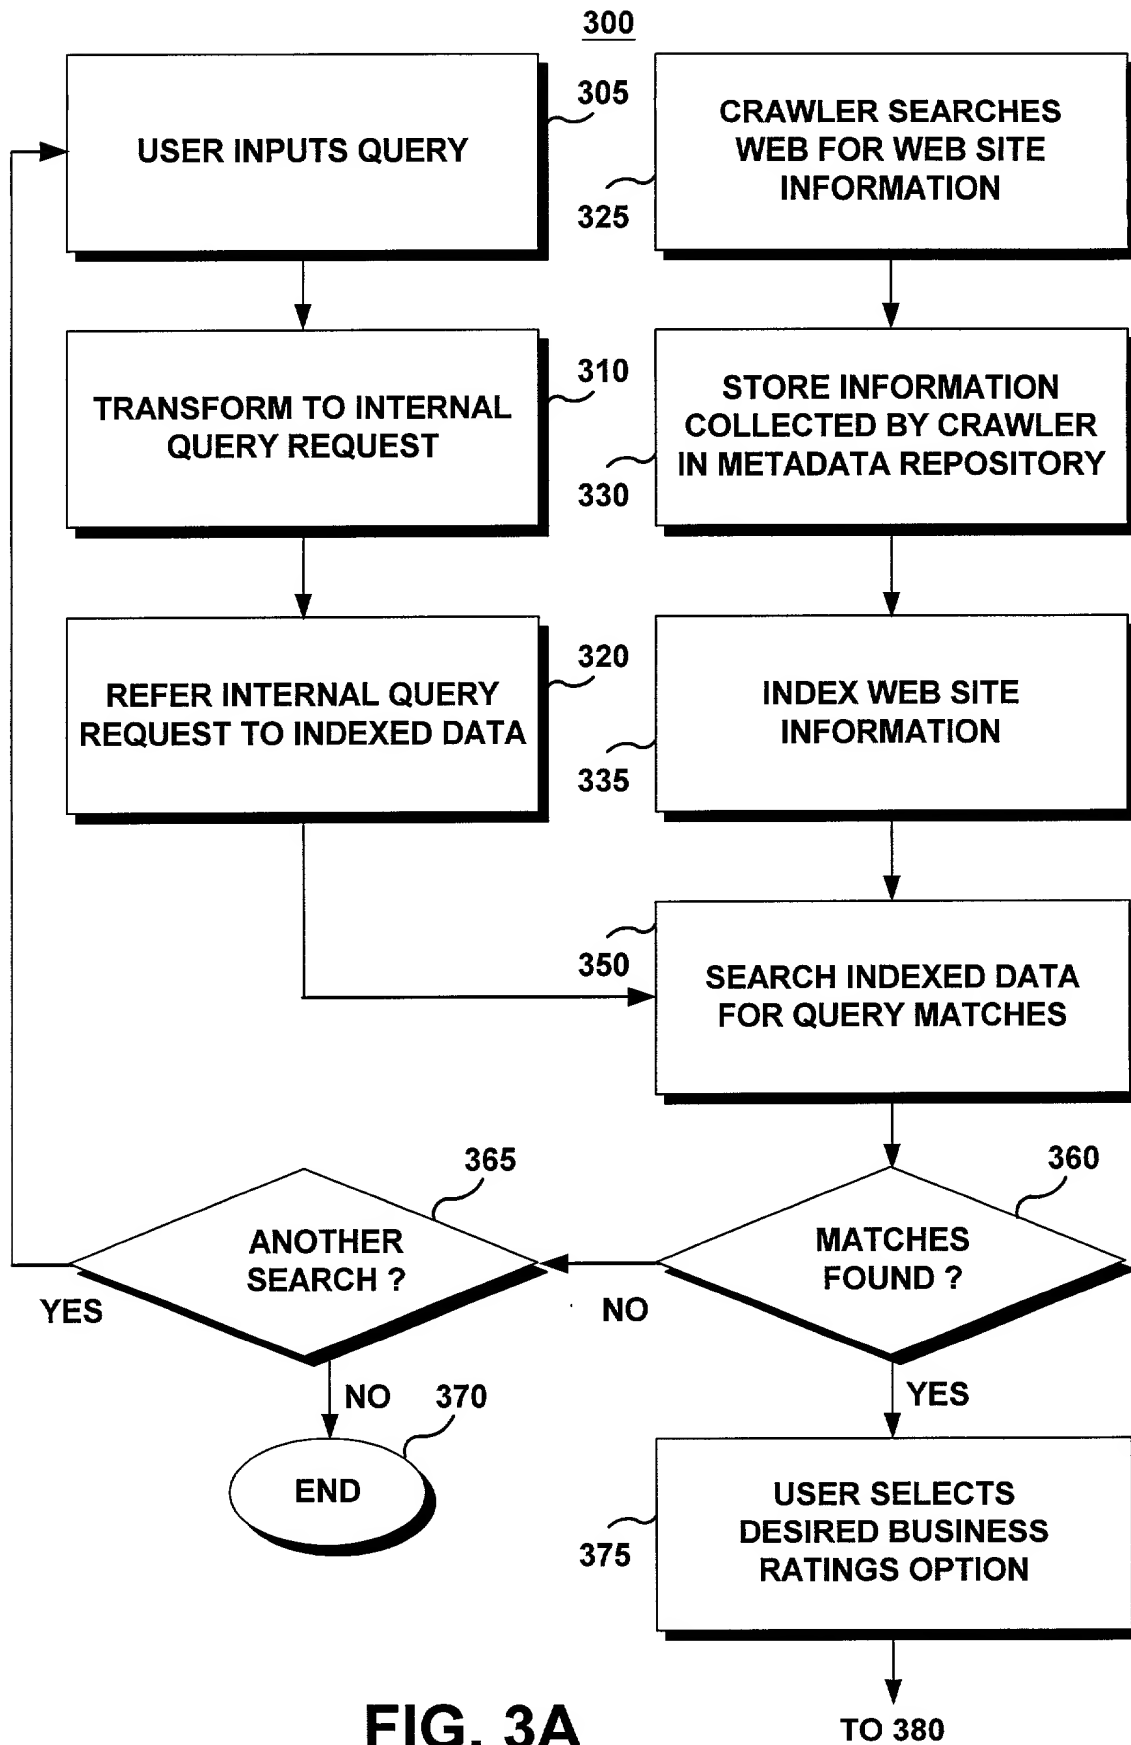 300
USER INPUTS QUERY
305
CRAWLER SEARCHES
WEB FOR WEB SITE
INFORMATION
325
TRANSFORM TO INTERNAL
QUERY REQUEST
310
STORE INFORMATION
COLLECTED BY CRAWLER
IN METADATA REPOSITORY
330
REFER INTERNAL QUERY
REQUEST TO INDEXED DATA
320
INDEX WEB SITE
INFORMATION
335
350
SEARCH INDEXED DATA
FOR QUERY MATCHES
365
ANOTHER
SEARCH ?
YES
360
MATCHES
FOUND ?
NO
NO
370
END
YES
USER SELECTS
DESIRED BUSINESS
RATINGS OPTION
375
FIG. 3A
TO 380